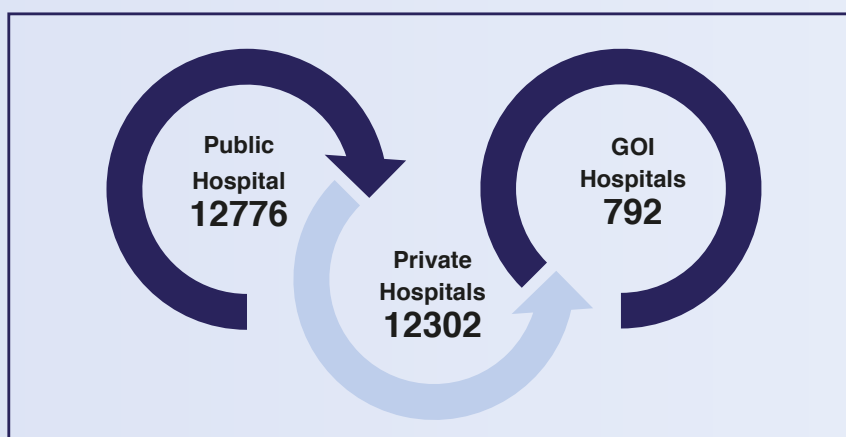 Public
Hospital
12776
Private
Hospitals
12302
GOI
Hospitals
792